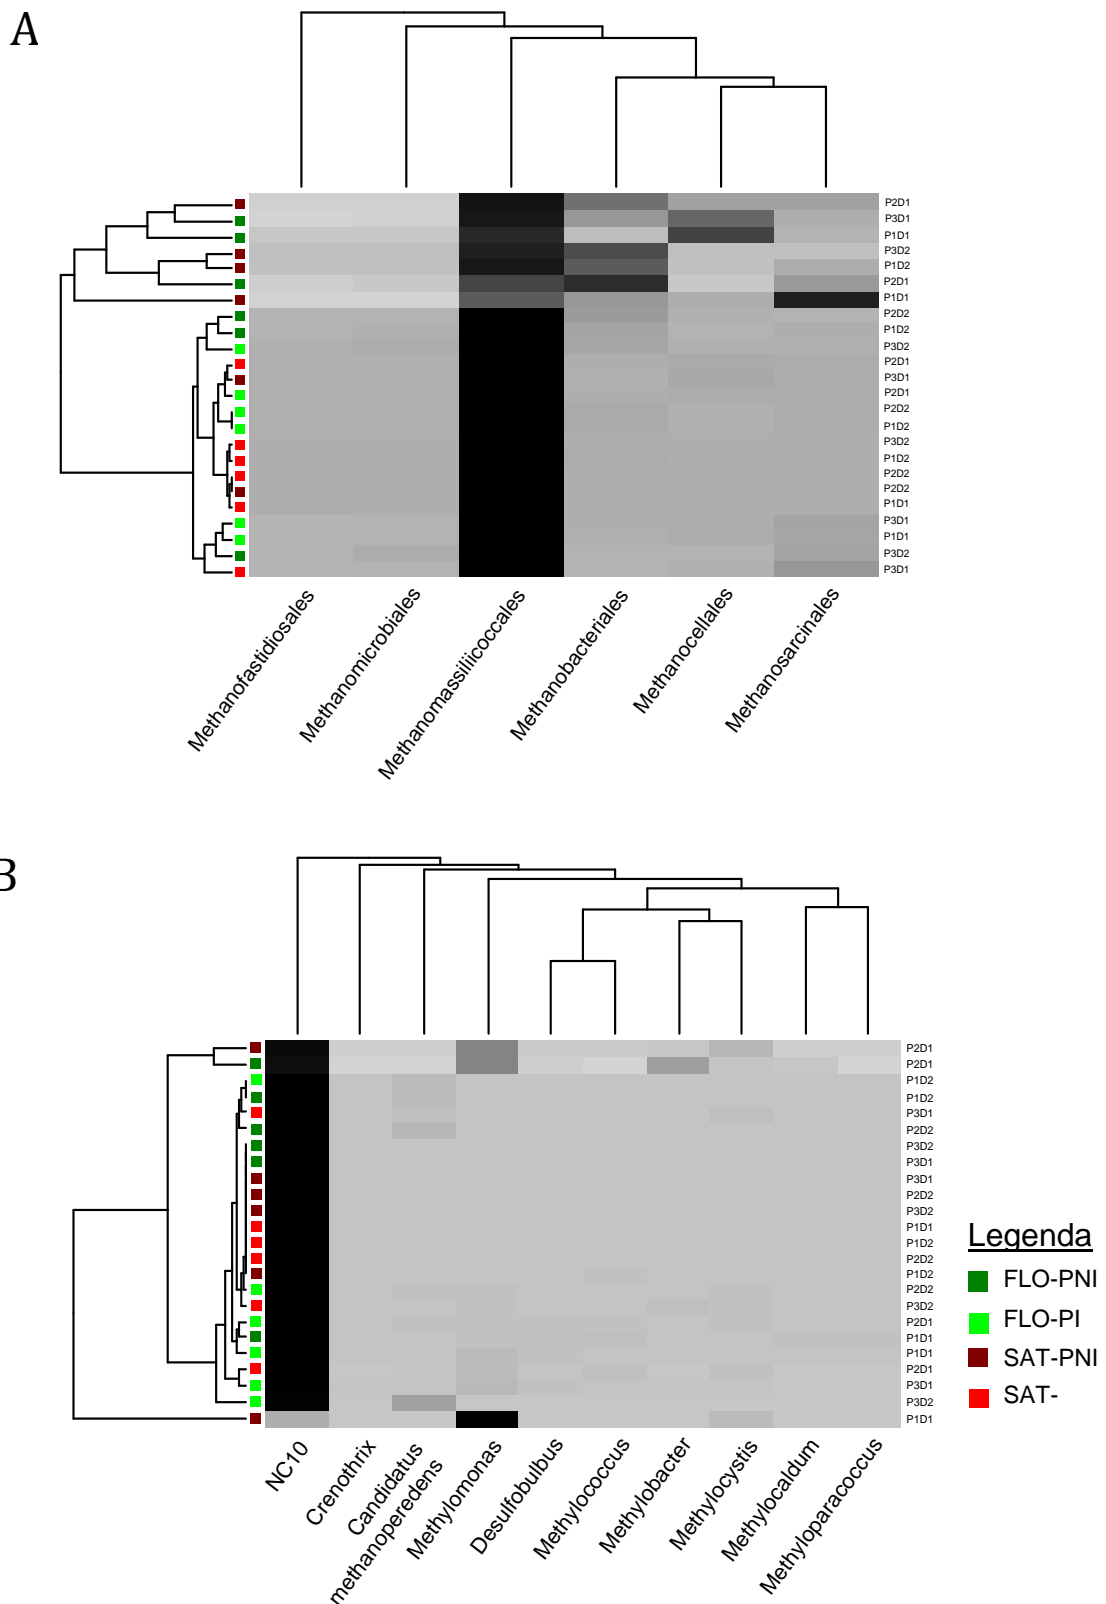 A
P2D1
P3D1
P1D1
P3D2
P1D2
P2D1
P1D1
P2D2
P1D2
P3D2
P2D1
P3D1
P2D1
P2D2
P1D2
P3D2
P1D2
P2D2
P2D2
P1D1
P3D1
P1D1
P3D2
P3D1
Methanofastidiosales
Methanomicrobiales
Methanomassiliicoccales
Methanobacteriales
Methanocellales
Methanosarcinales
B
P2D1
P2D1
P1D2
P1D2
P3D1
P2D2
P3D2
P3D1
P3D1
P2D2
P3D2
P1D1
P1D2
P2D2
P1D2
P2D2
P3D2
P2D1
P1D1
P1D1
P2D1
P3D1
P3D2
P1D1
Legenda
FLO-PNI
FLO-PI
SAT-PNI
SAT-
NC10
Crenothrix
Candidatus
methanoperedens
Methylomonas
Desulfobulbus
Methylococcus
Methylobacter
Methylocystis
Methylocaldum
Methyloparacoccus